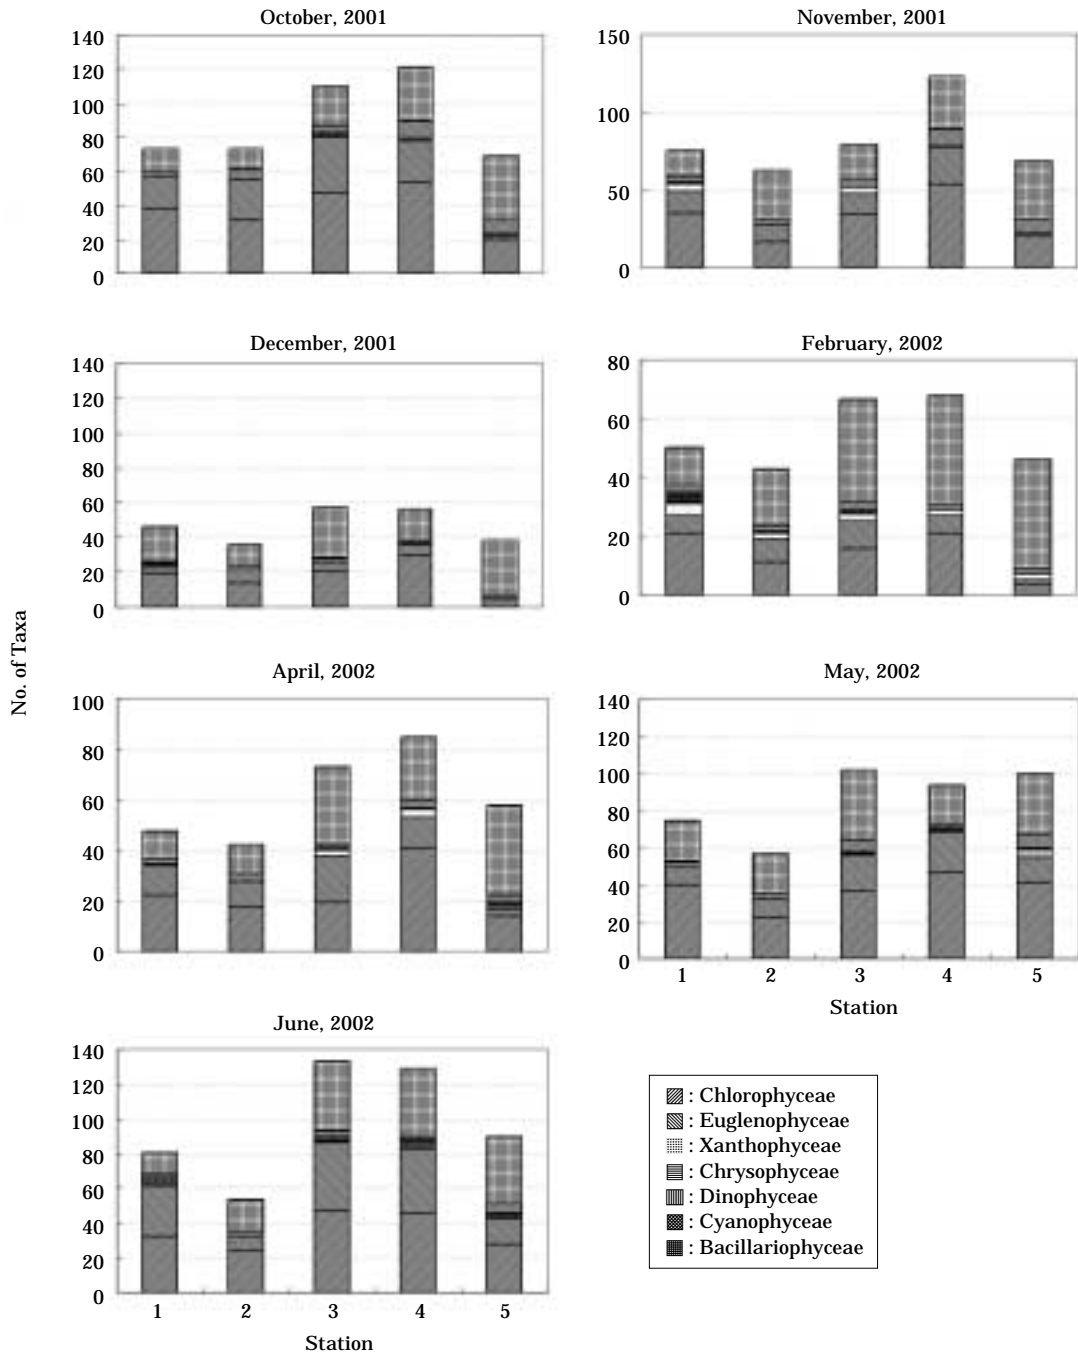 October, 2001
140
120
100
80
60
40
20
0
November, 2001
150
100
50
0
December, 2001
140
120
100
80
60
40
20
0
February, 2002
80
60
40
20
0
No. of Taxa
April, 2002
100
80
60
40
20
0
May, 2002
140
120
100
80
60
40
20
0
1 2 3 4 5
Station
June, 2002
140
120
100
80
60
40
20
0
1 2 3 4 5
Station
: Chlorophyceae
: Euglenophyceae
: Xanthophyceae
: Chrysophyceae
: Dinophyceae
: Cyanophyceae
: Bacillariophyceae